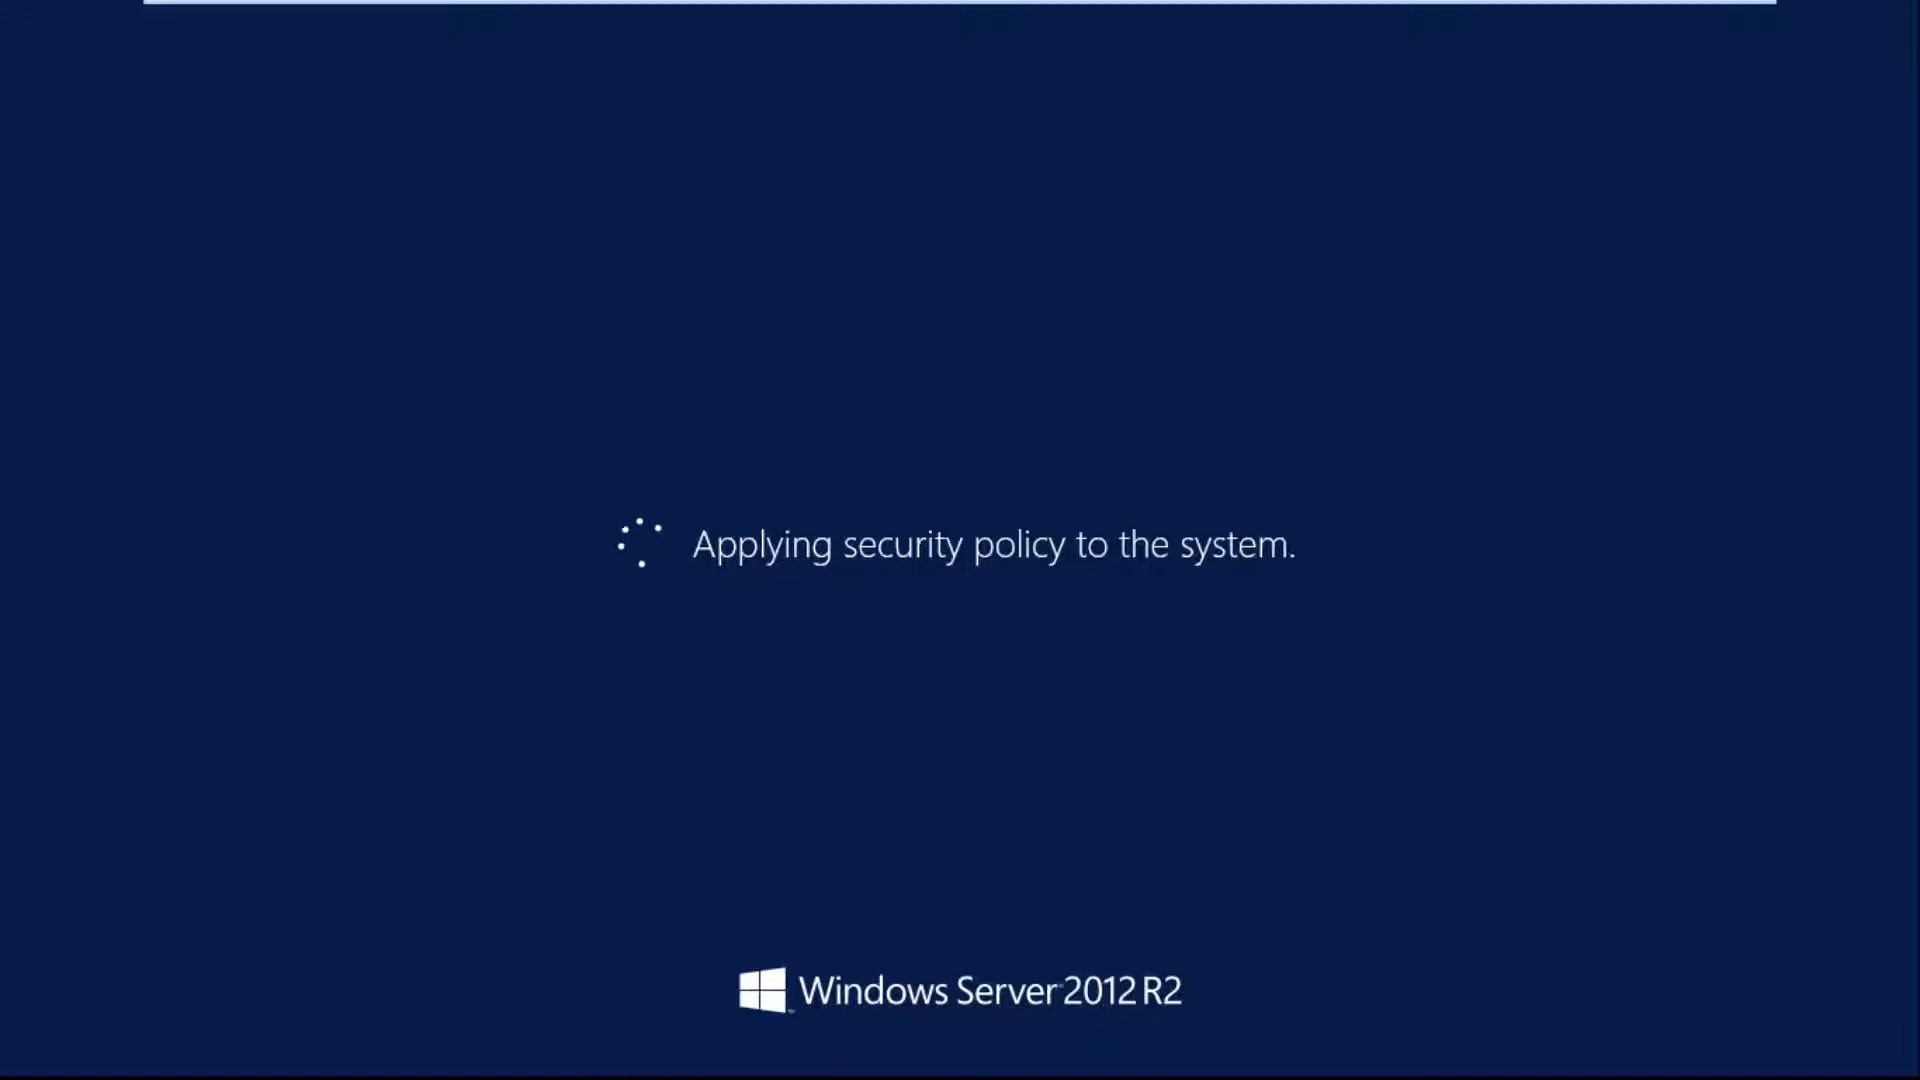 Applying security policy to the system.
Windows Server 2012 R2